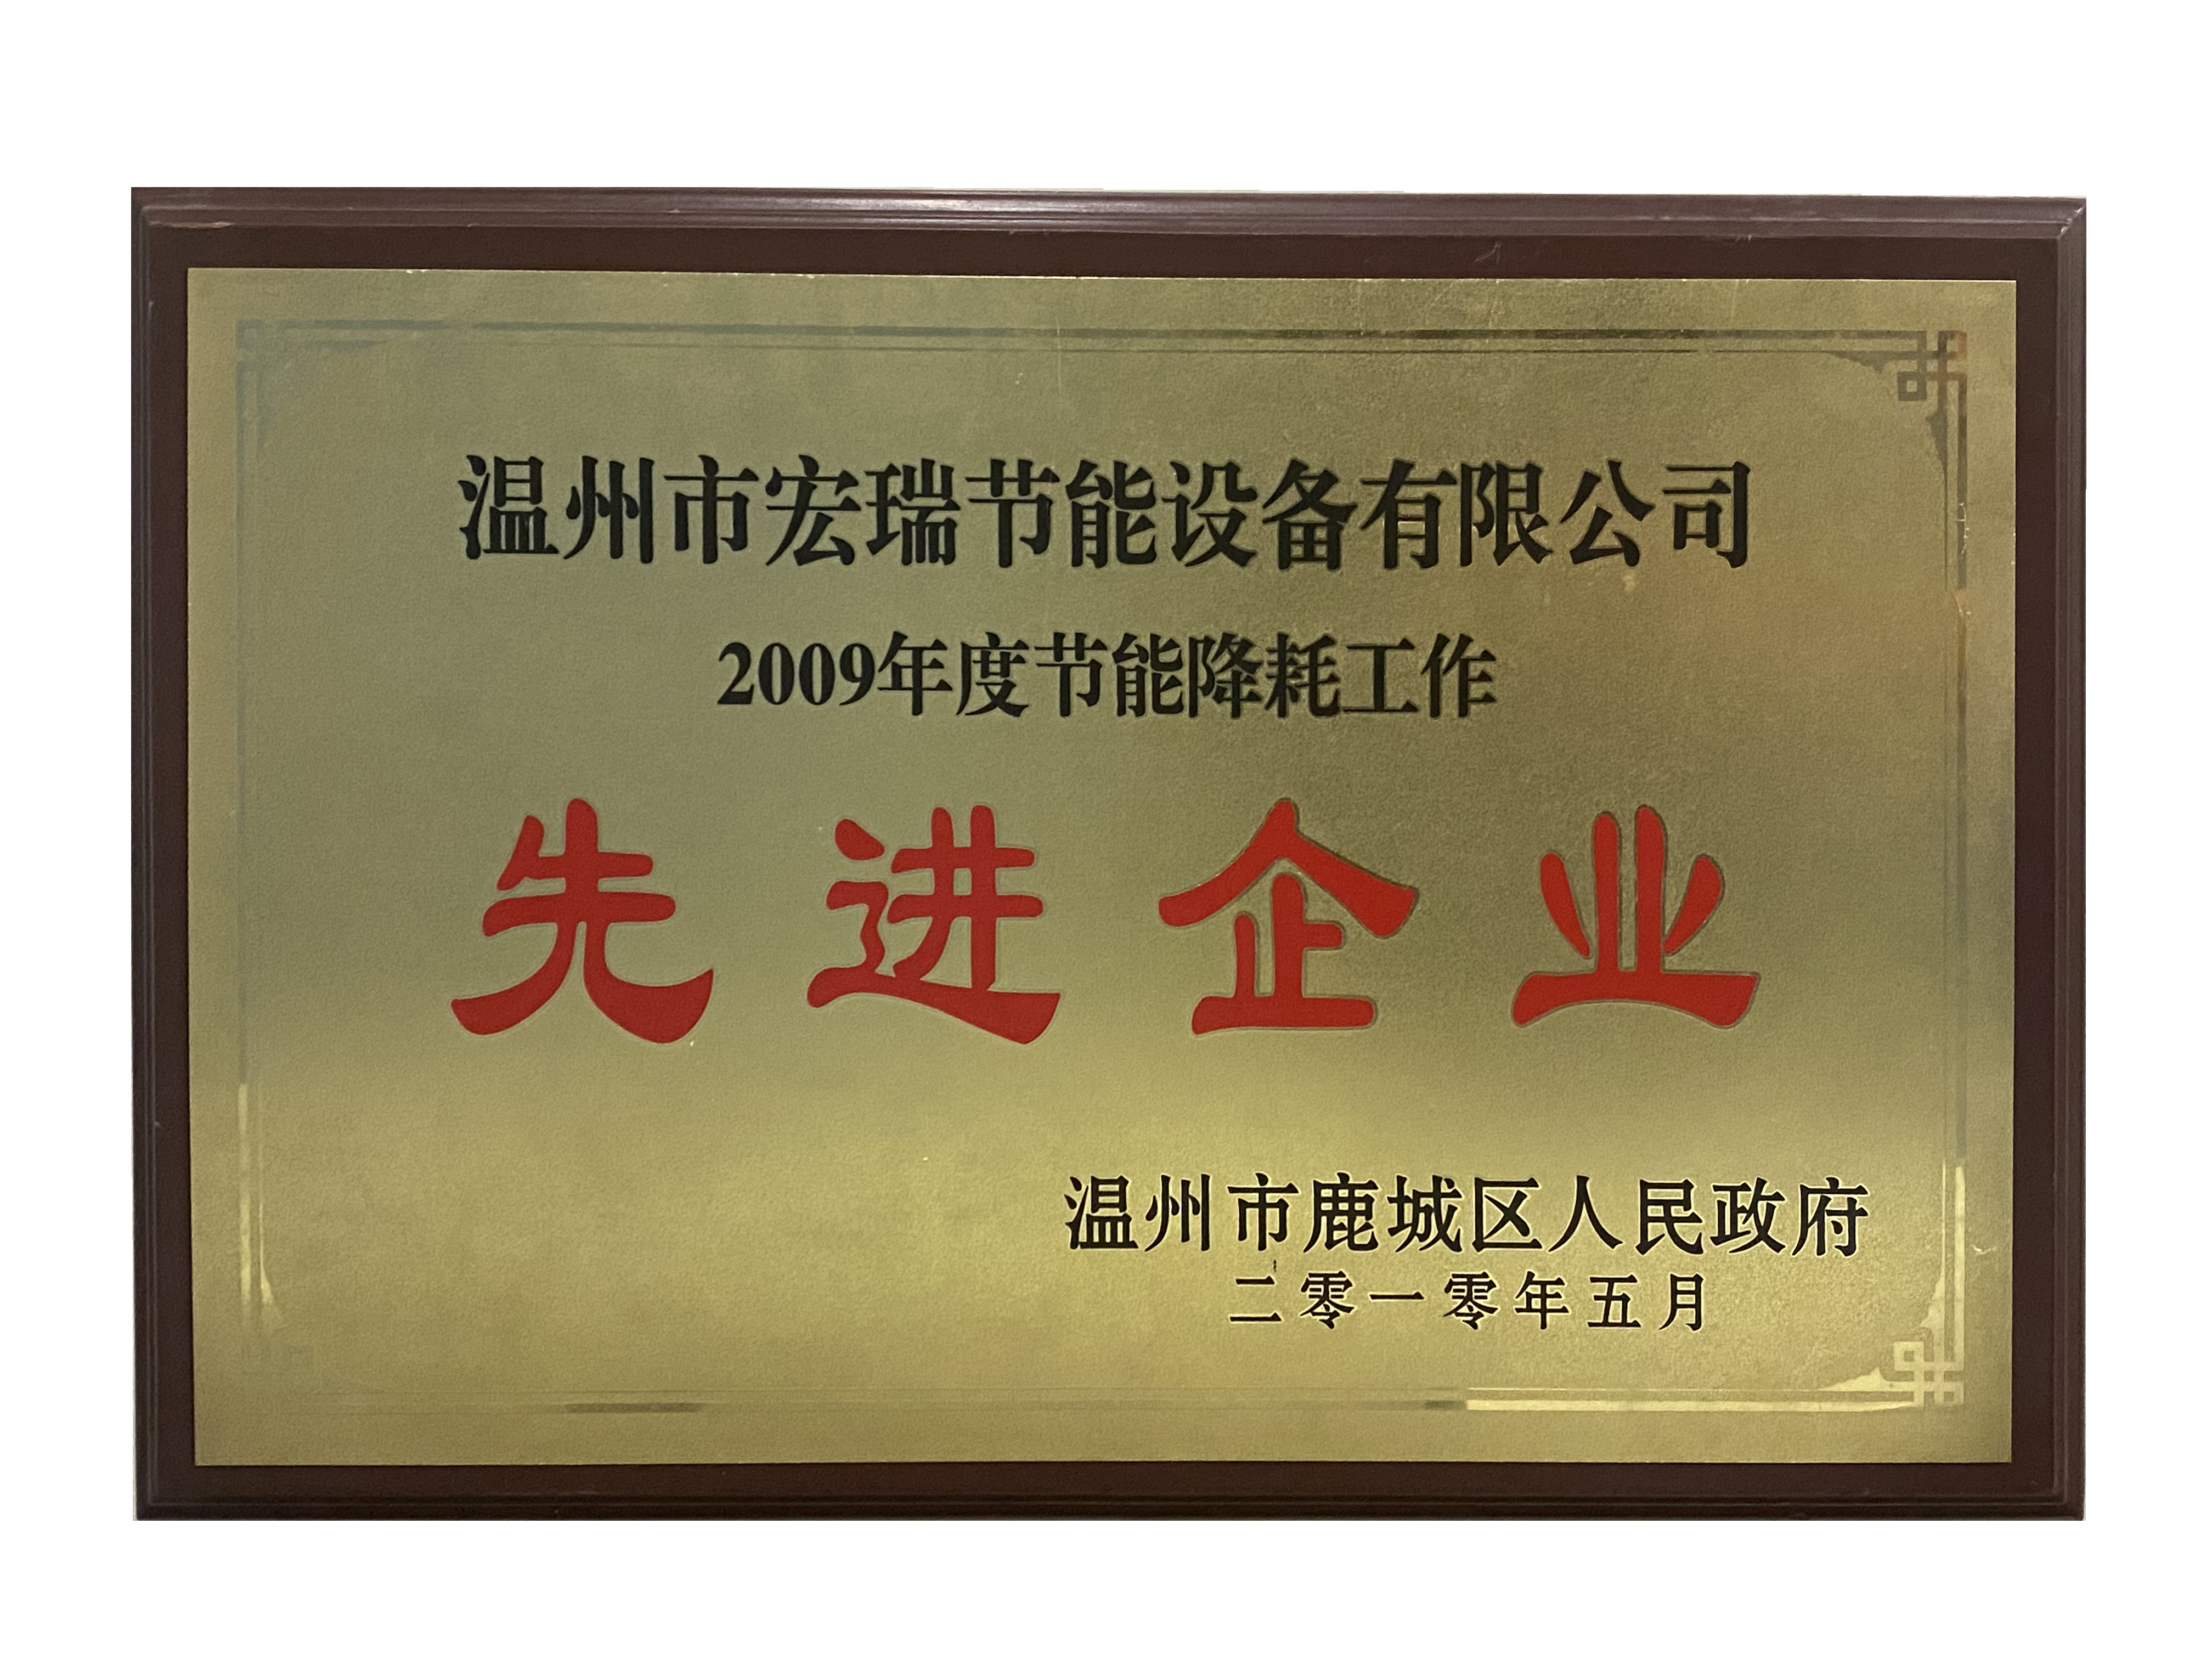 温州市宏瑞节能设备有限公司
2009年度节能降耗工作
先进企业
温州市鹿城区人民政府
二零一零年五月